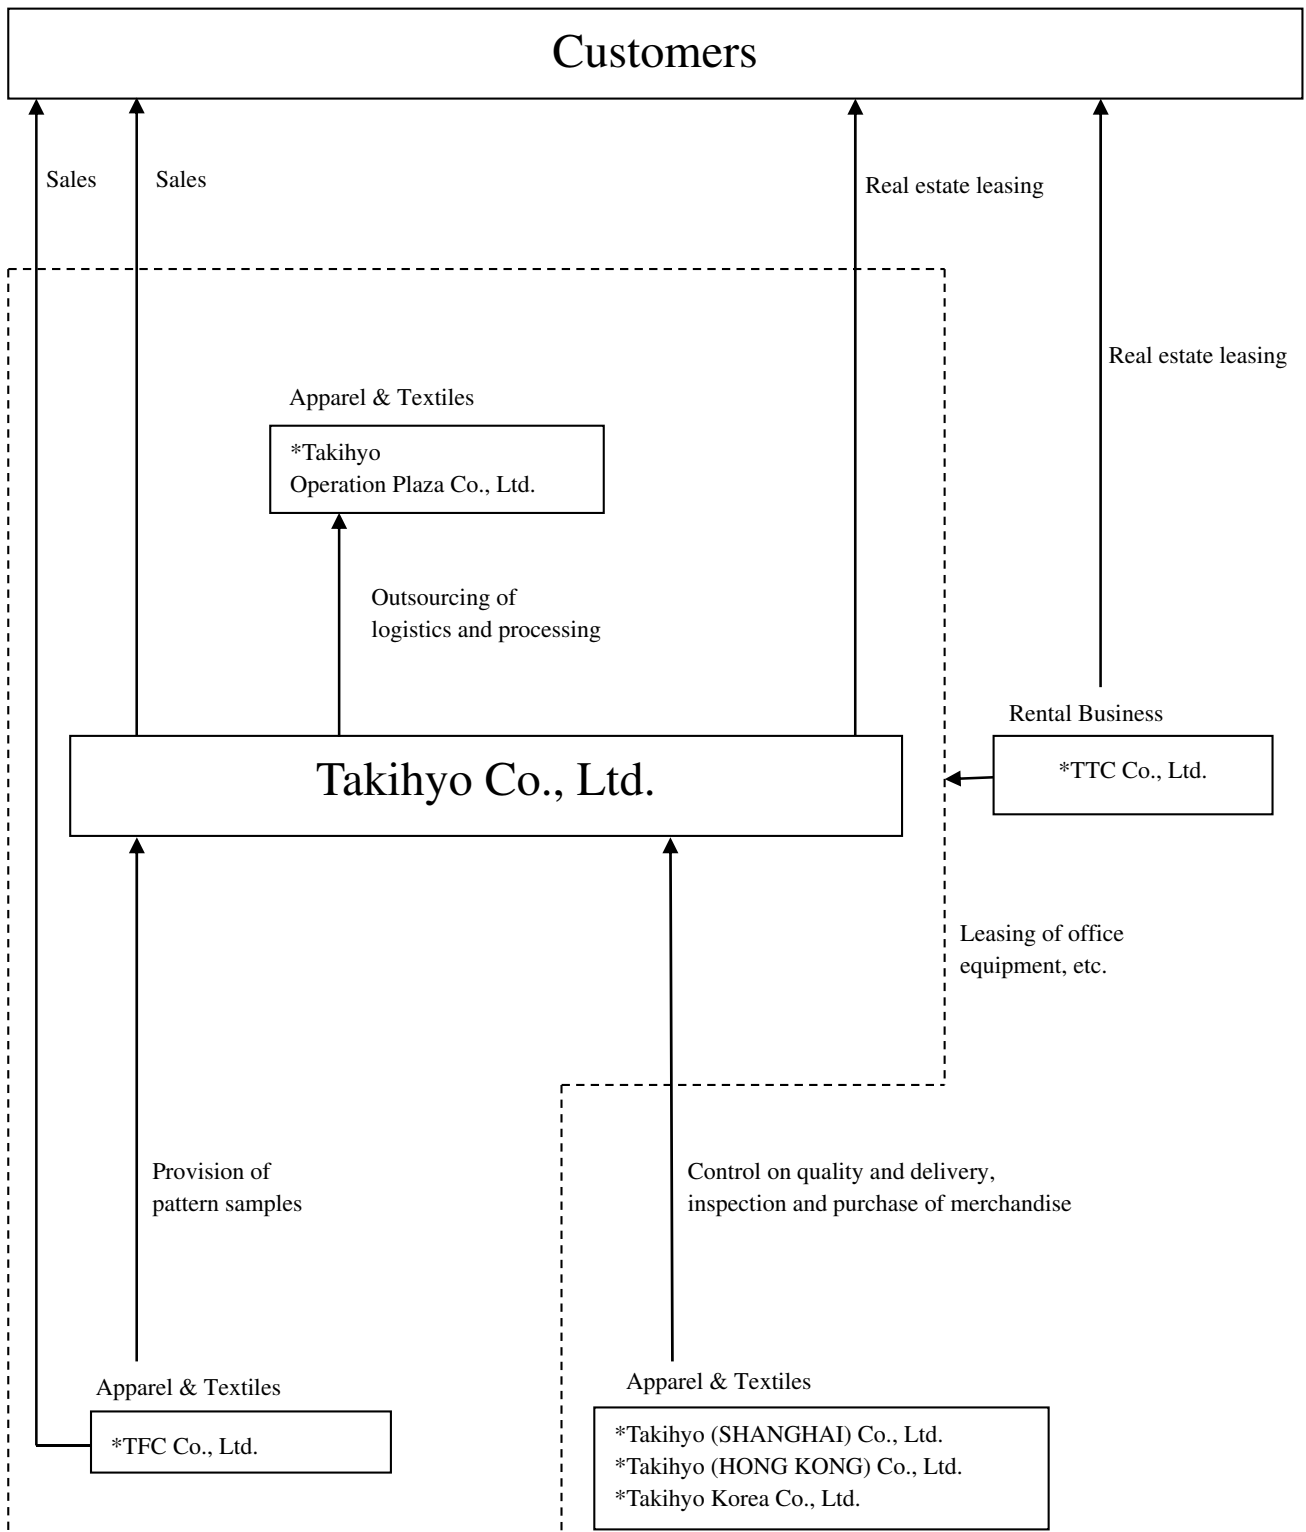 Customers
Sales
Sales
Real estate leasing
Real estate leasing
Apparel & Textiles
*Takihyo
Operation Plaza Co., Ltd.
Outsourcing of
logistics and processing
Rental Business
Takihyo Co., Ltd.
*TTC Co., Ltd.
Leasing of office
equipment, etc.
Provision of
pattern samples
Control on quality and delivery,
inspection and purchase of merchandise
Apparel & Textiles
*TFC Co., Ltd.
Apparel & Textiles
*Takihyo (SHANGHAI) Co., Ltd.
*Takihyo (HONG KONG) Co., Ltd.
*Takihyo Korea Co., Ltd.